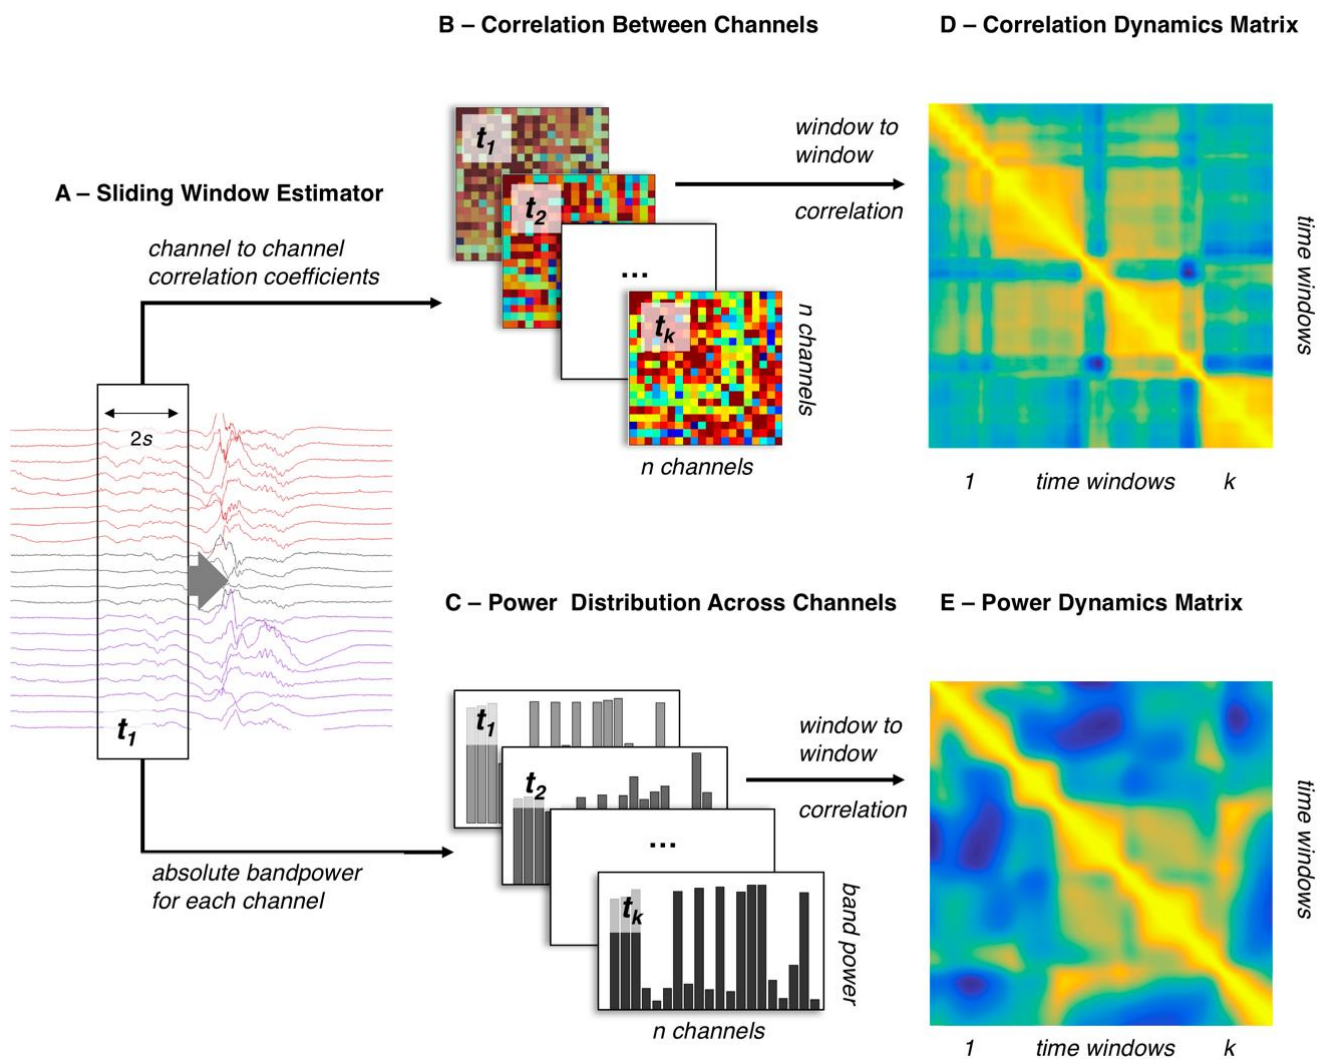 B – Correlation Between Channels
D – Correlation Dynamics Matrix
A – Sliding Window Estimator
channel to channel
correlation coefficients
2s
t1
t1
t2
...
tk
n channels
n channels
window to
window
correlation
time windows
1 time windows k
C – Power Distribution Across Channels
E – Power Dynamics Matrix
absolute bandpower
for each channel
t1
t2
...
tk
band power
n channels
window to
window
correlation
time windows
1 time windows k